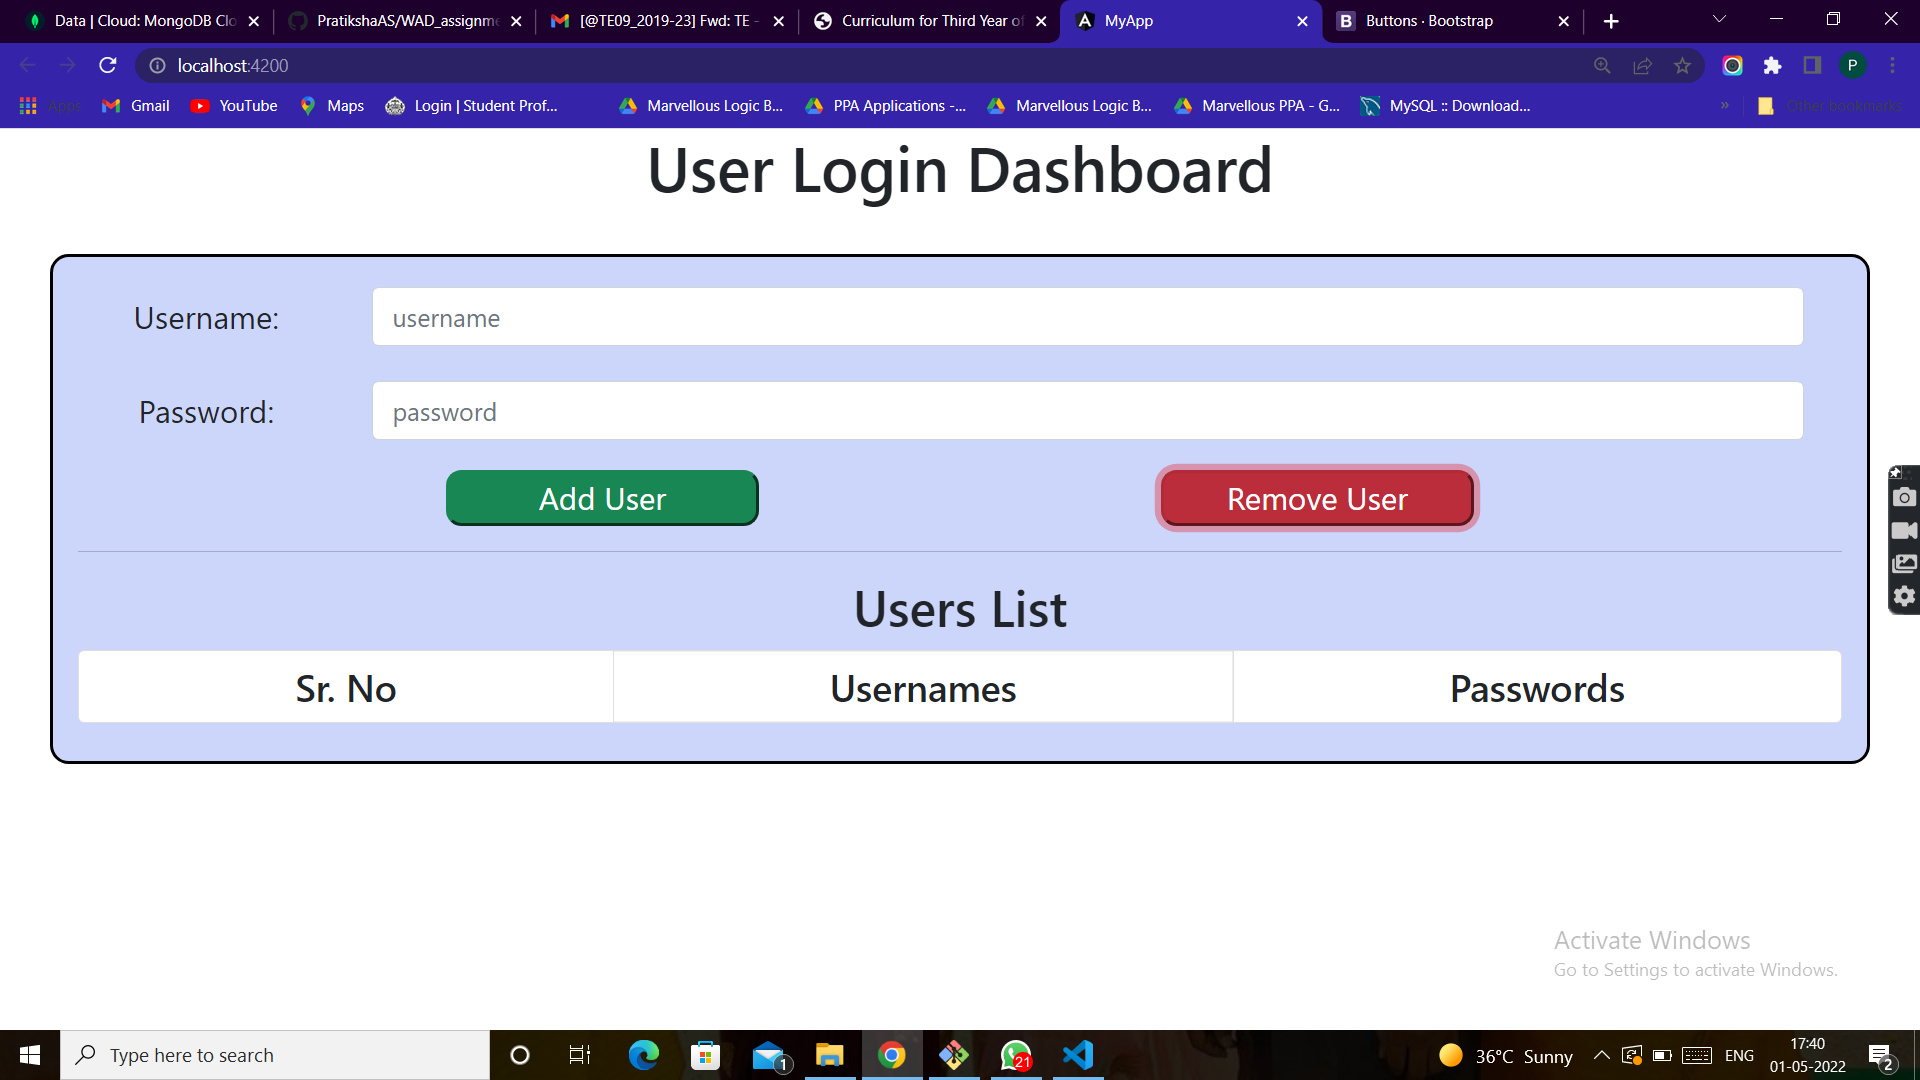 Data | Cloud: MongoDB Clo
PratikshaAS/WAD_assignme
[@TE09_2019-23] Fwd: TE -
Curriculum for Third Year of
MyApp
Buttons · Bootstrap
localhost:4200
P
Apps
Gmail
YouTube
Maps
Login | Student Prof...
Marvellous Logic B...
PPA Applications -...
Marvellous Logic B...
Marvellous PPA - G...
MySQL :: Download...
»
Other bookmarks
User Login Dashboard
Username:
username
Password:
password
Add User
Remove User
Users List
Sr. No
Usernames
Passwords
Activate Windows
Go to Settings to activate Windows.
Type here to search
1
21
36°C Sunny
ENG
17:40
01-05-2022
2